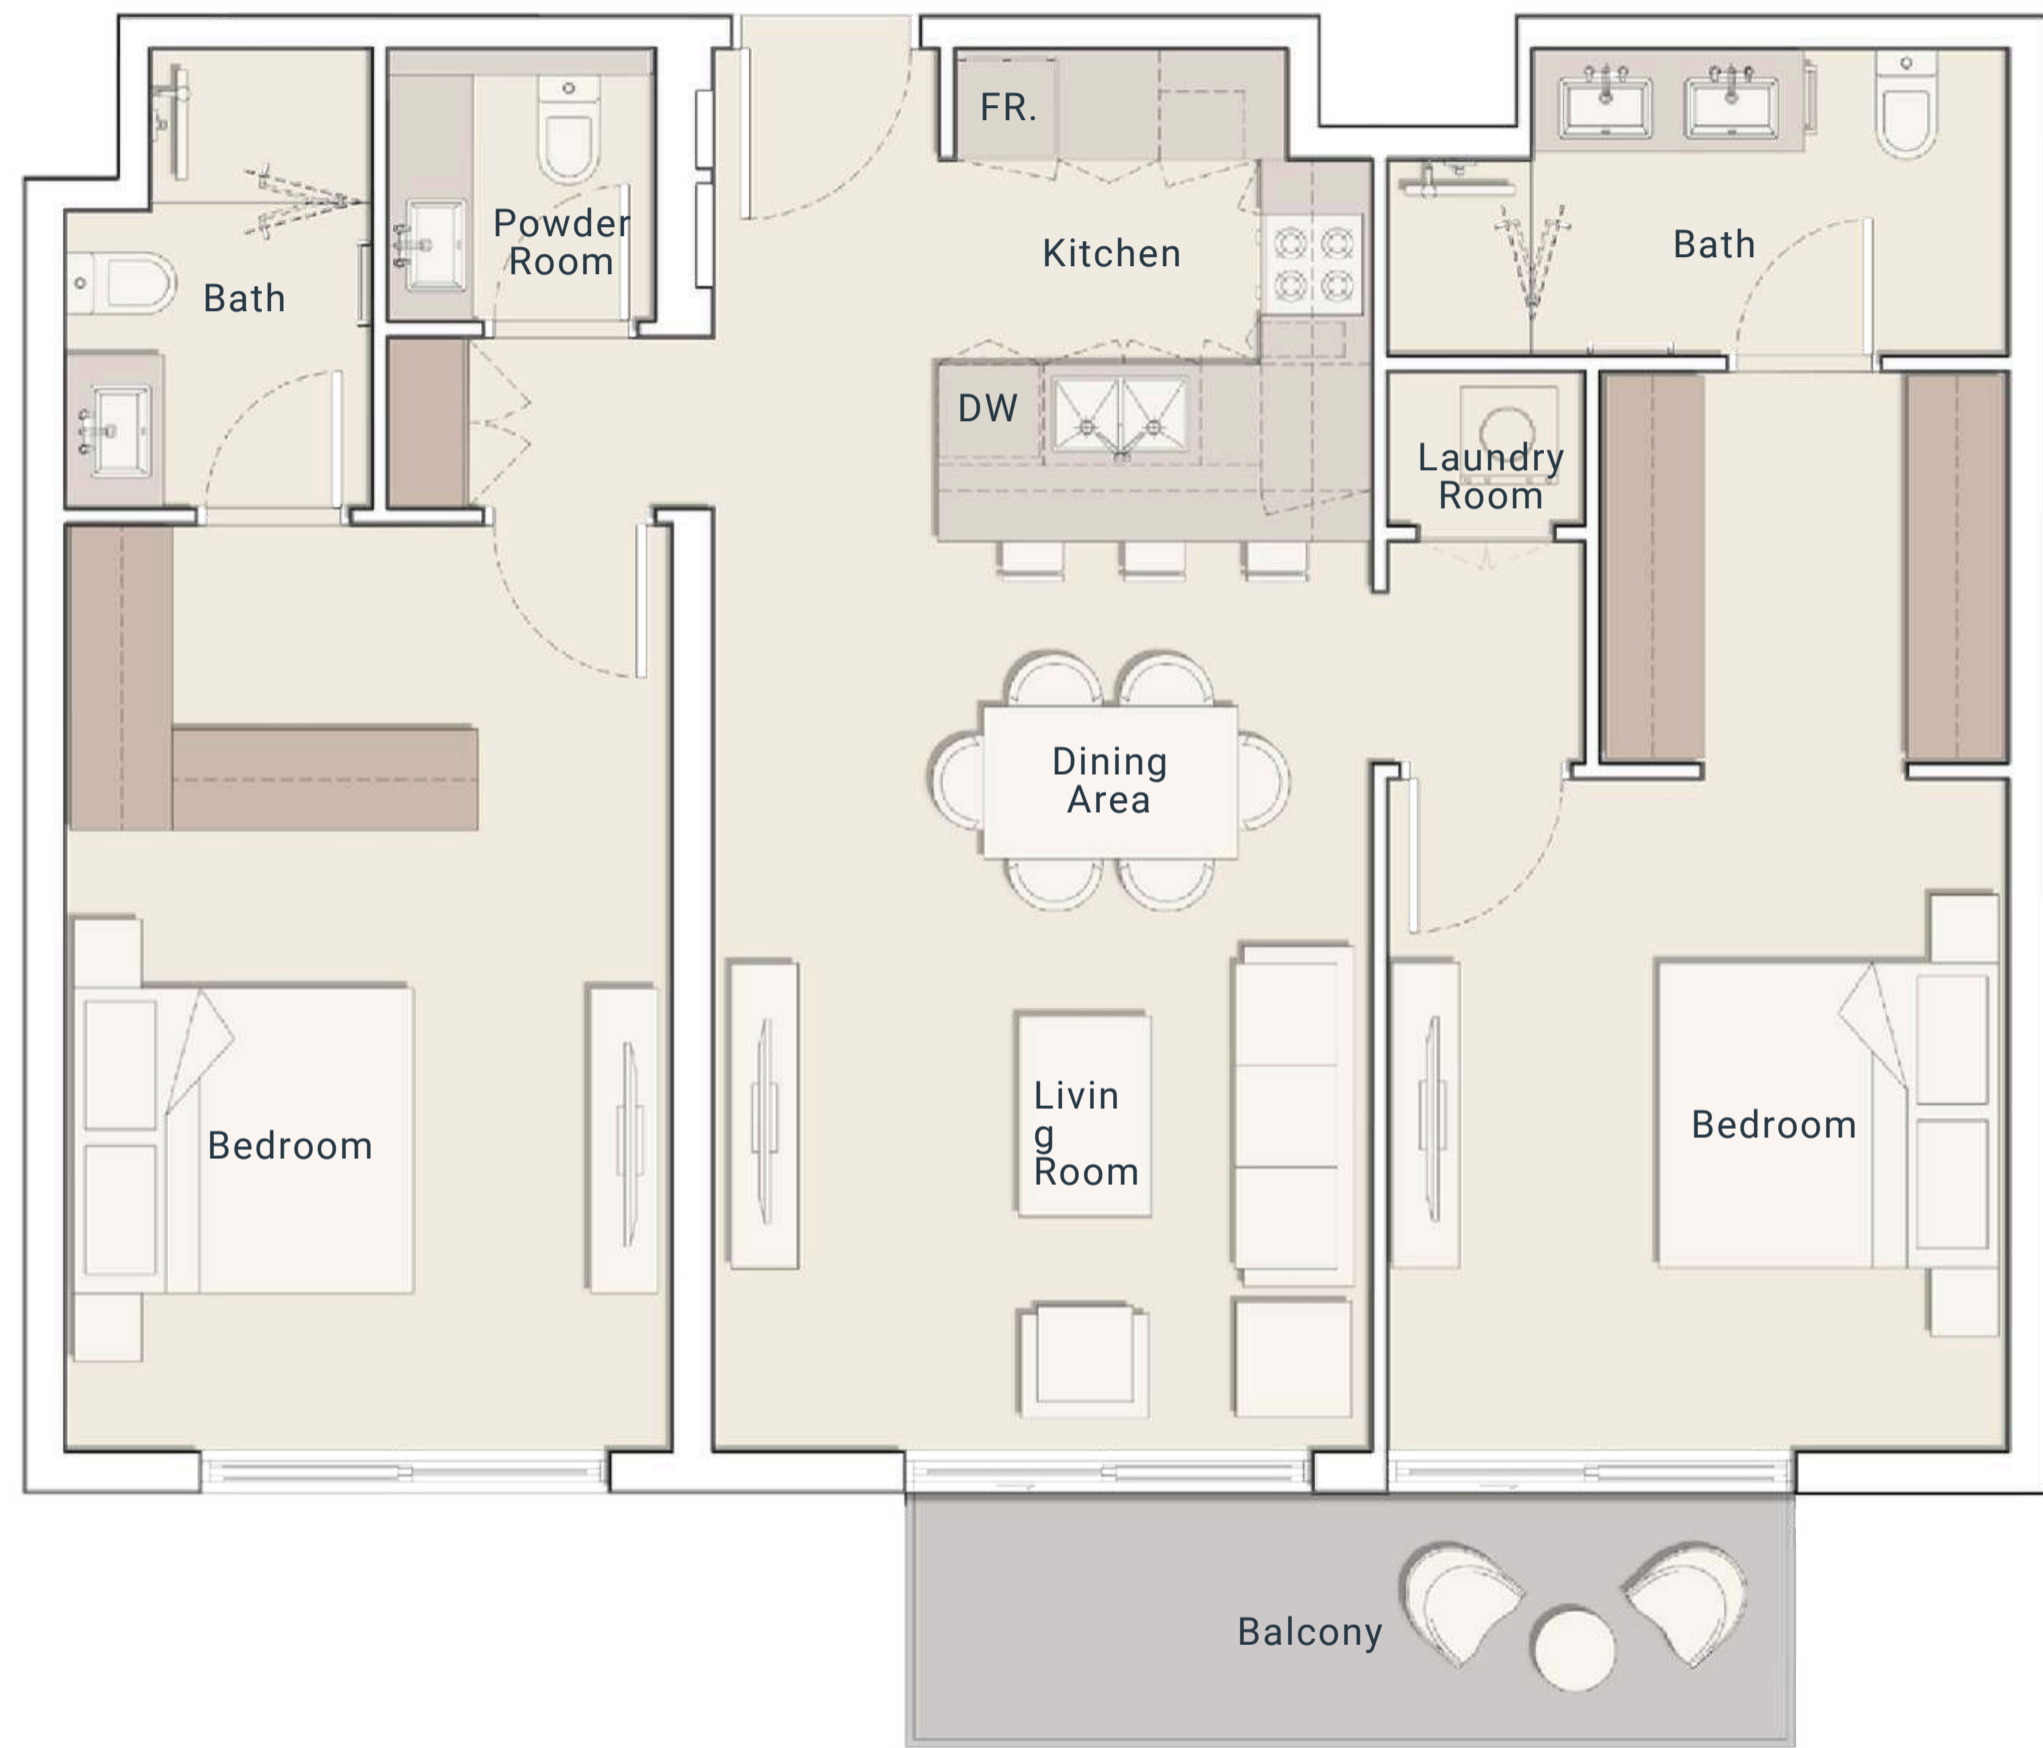 FR.
Powder
Room
Kitchen
Bath
Bath
DW
Laundry
Room
Dining
Area
Livin
g
Room
Bedroom
Bedroom
Balcony